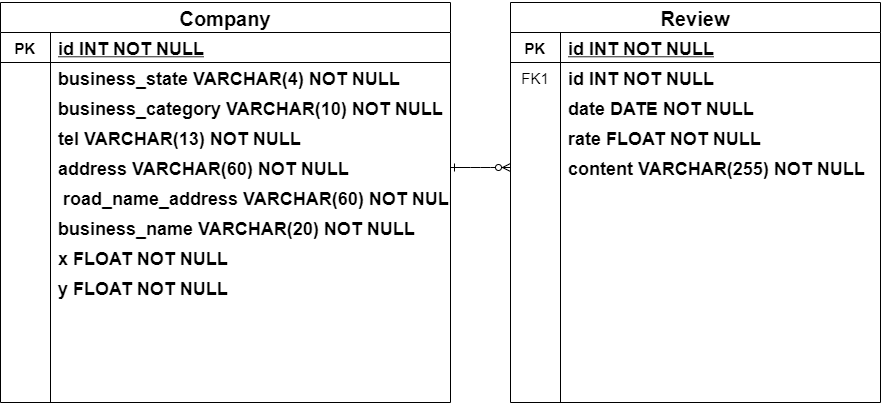 Company
PK id INT NOT NULL
business_state VARCHAR(4) NOT NULL
business_category VARCHAR(10) NOT NULL
tel VARCHAR(13) NOT NULL
address VARCHAR(60) NOT NULL
road_name_address VARCHAR(60) NOT NUL
business_name VARCHAR(20) NOT NULL
x FLOAT NOT NULL
y FLOAT NOT NULL
Review
PK id INT NOT NULL
FK1 id INT NOT NULL
date DATE NOT NULL
rate FLOAT NOT NULL
content VARCHAR(255) NOT NULL